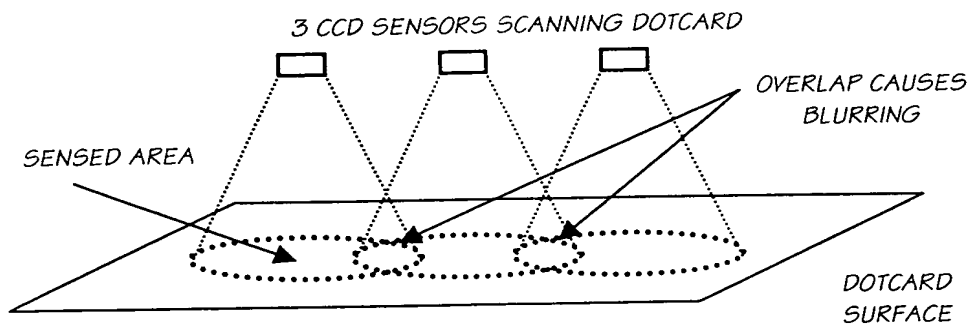 3 CCD SENSORS SCANNING DOTCARD
OVERLAP CAUSES
BLURRING
SENSED AREA
DOTCARD
SURFACE